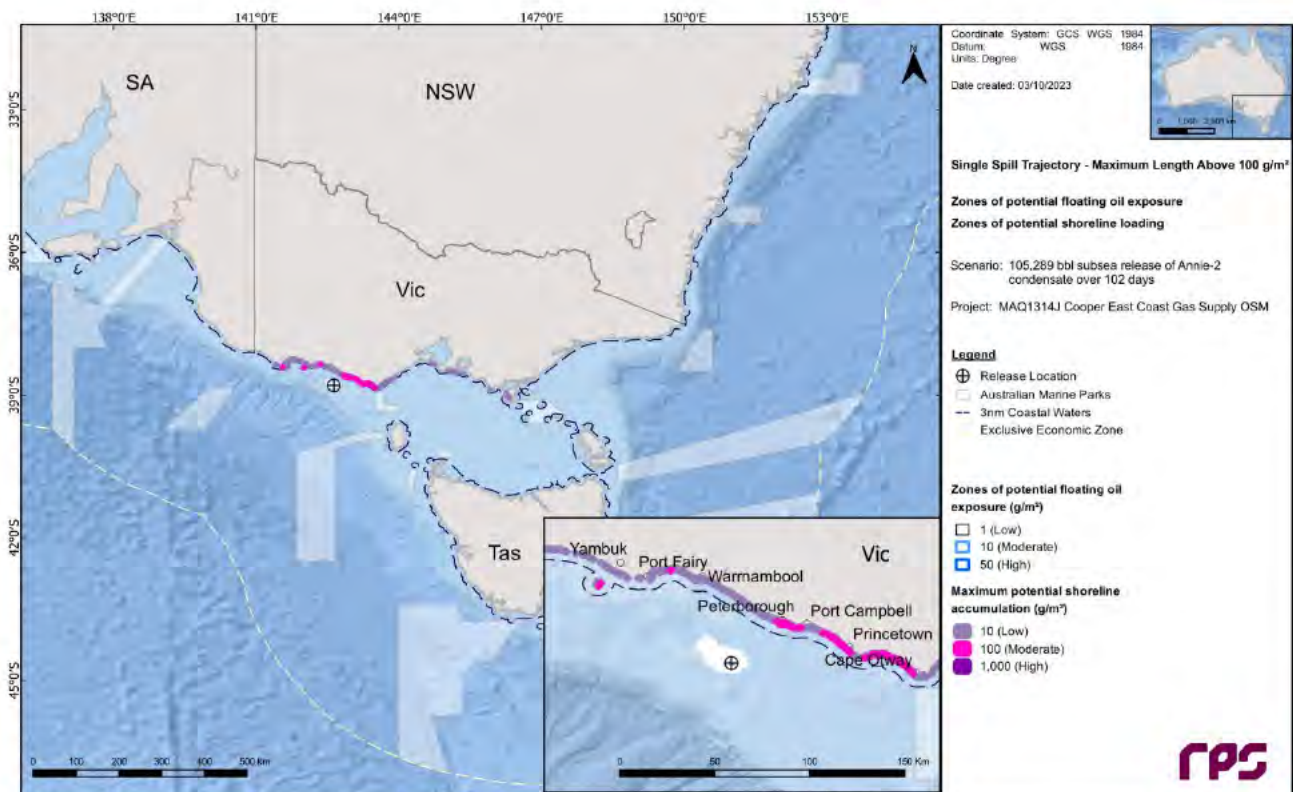 138°0'E 141°0'E 144°0'E 147°0'E 150°0'E 153°0'E
33°0'S
36°0'S
39°0'S
42°0'S
45°0'S
SA
NSW
Vic
Tas
N
0 100 200 300 400 500 Km
Vic
Yambuk
Port Fairy
Warrnambool
Peterborough
Port Campbell
Princetown
Cape Otway
0 50 100 150 Km
Coordinate System: GCS WGS 1984
Datum: WGS 1984
Units: Degree
Date created: 03/10/2023
Single Spill Trajectory - Maximum Length Above 100 g/m²
Zones of potential floating oil exposure
Zones of potential shoreline loading
Scenario: 105,289 bbl subsea release of Annie-2
condensate over 102 days
Project: MAQ1314J Cooper East Coast Gas Supply OSM
Legend
Release Location
Australian Marine Parks
3nm Coastal Waters
Exclusive Economic Zone
Zones of potential floating oil
exposure (g/m²)
1 (Low)
10 (Moderate)
50 (High)
Maximum potential shoreline
accumulation (g/m²)
10 (Low)
100 (Moderate)
1,000 (High)
rps